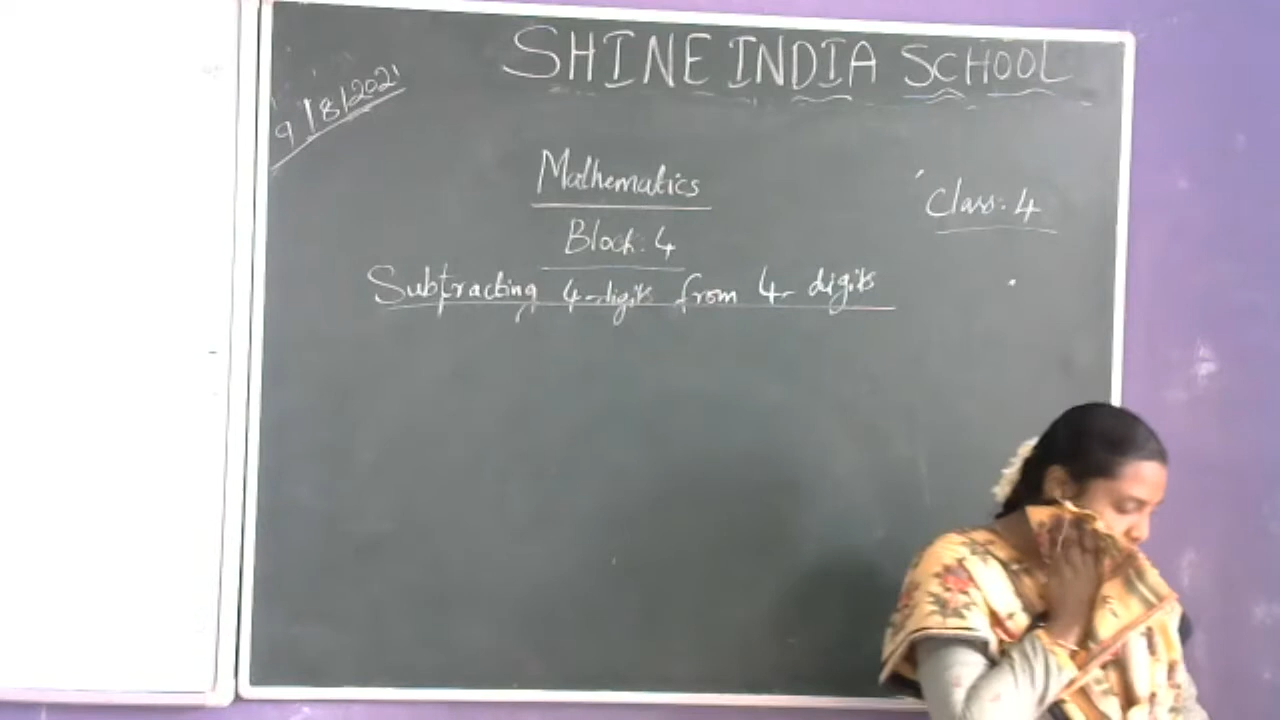 SHINE INDIA SCHOOL
9/8/2021
Mathematics
Class: 4
Block: 4
Subtracting 4-digits from 4- digits